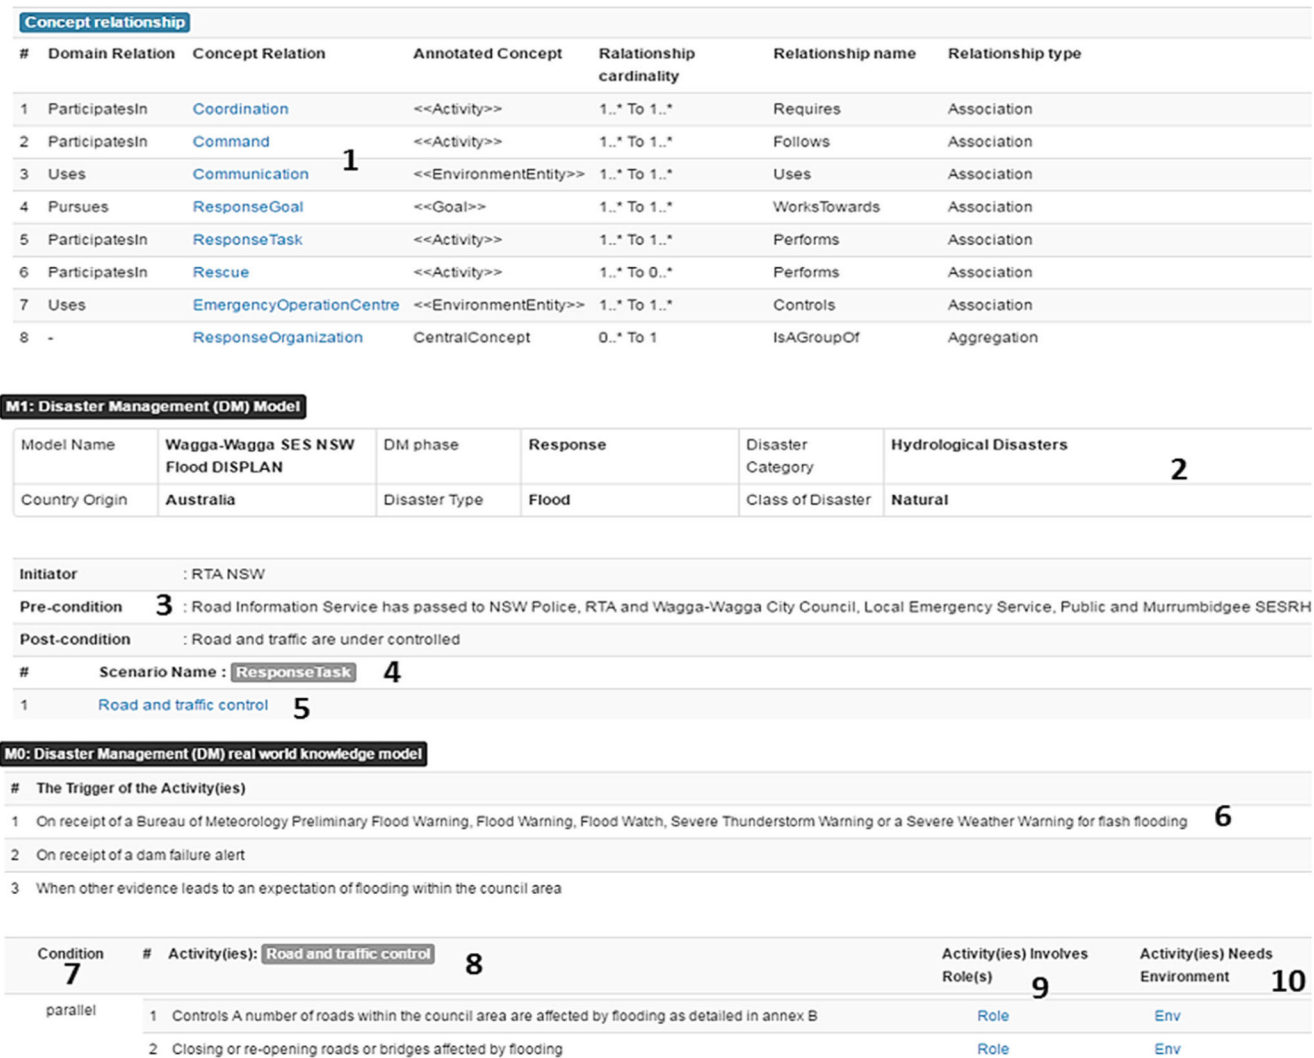 Concept relationship
# Domain Relation Concept Relation Annotated Concept Ralationship cardinality Relationship name Relationship type
1 ParticipatesIn Coordination <<Activity>> 1..* To 1..* Requires Association
2 ParticipatesIn Command <<Activity>> 1..* To 1..* Follows Association
1
3 Uses Communication <<EnvironmentEntity>> 1..* To 1..* Uses Association
4 Pursues ResponseGoal <<Goal>> 1..* To 1..* WorksTowards Association
5 ParticipatesIn ResponseTask <<Activity>> 1..* To 1..* Performs Association
6 ParticipatesIn Rescue <<Activity>> 1..* To 0..* Performs Association
7 Uses EmergencyOperationCentre <<EnvironmentEntity>> 1..* To 1..* Controls Association
8 - ResponseOrganization CentralConcept 0..* To 1 IsAGroupOf Aggregation
M1: Disaster Management (DM) Model
Model Name Wagga-Wagga SES NSW Flood DISPLAN DM phase Response Disaster Category Hydrological Disasters
2
Country Origin Australia Disaster Type Flood Class of Disaster Natural
Initiator : RTA NSW
Pre-condition 3 : Road Information Service has passed to NSW Police, RTA and Wagga-Wagga City Council, Local Emergency Service, Public and Murrumbidgee SESRH
Post-condition : Road and traffic are under controlled
# Scenario Name : ResponseTask 4
1 Road and traffic control 5
M0: Disaster Management (DM) real world knowledge model
# The Trigger of the Activity(ies)
1 On receipt of a Bureau of Meteorology Preliminary Flood Warning, Flood Warning, Flood Watch, Severe Thunderstorm Warning or a Severe Weather Warning for flash flooding 6
2 On receipt of a dam failure alert
3 When other evidence leads to an expectation of flooding within the council area
Condition # Activity(ies): Road and traffic control Activity(ies) Involves Role(s) Activity(ies) Needs Environment
7 8 9 10
parallel 1 Controls A number of roads within the council area are affected by flooding as detailed in annex B Role Env
2 Closing or re-opening roads or bridges affected by flooding Role Env